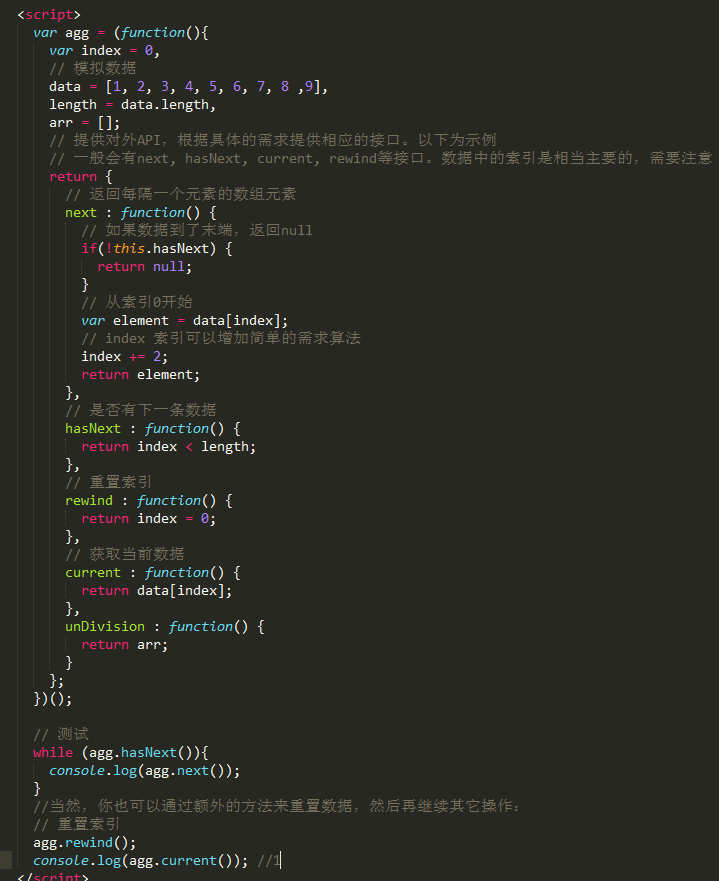 <script>
var agg = (function(){
var index = 0,
// 模拟数据
data = [1, 2, 3, 4, 5, 6, 7, 8 ,9],
length = data.length,
arr = [];
// 提供对外API，根据具体的需求提供相应的接口。以下为示例
// 一般会有next, hasNext, current, rewind等接口。数据中的索引是相当主要的，需要注意
return {
// 返回每隔一个元素的数组元素
next : function() {
// 如果数据到了末端，返回null
if(!this.hasNext) {
return null;
}
// 从索引0开始
var element = data[index];
// index 索引可以增加简单的需求算法
index += 2;
return element;
},
// 是否有下一条数据
hasNext : function() {
return index < length;
},
// 重置索引
rewind : function() {
return index = 0;
},
// 获取当前数据
current : function() {
return data[index];
},
unDivision : function() {
return arr;
}
};
})();
// 测试
while (agg.hasNext()){
console.log(agg.next());
}
//当然，你也可以通过额外的方法来重置数据，然后再继续其它操作：
// 重置索引
agg.rewind();
console.log(agg.current()); //1
</script>